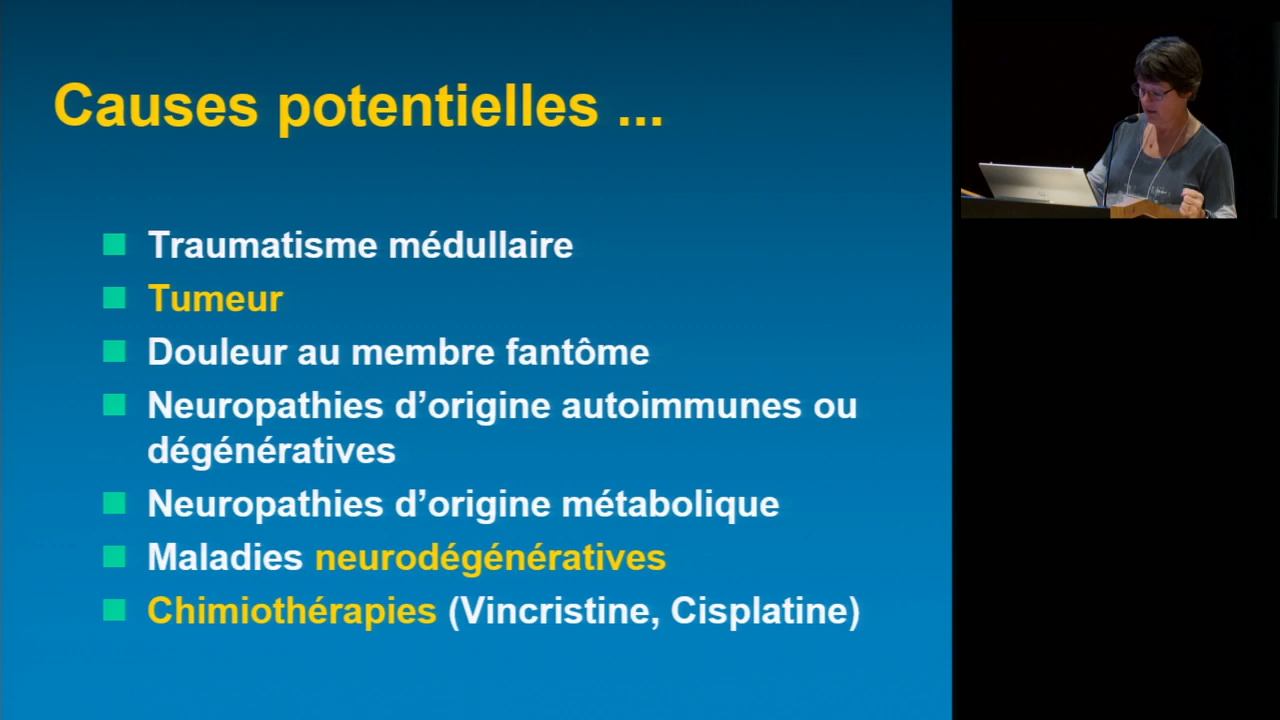 Causes potentielles ...
Traumatisme médullaire
Tumeur
Douleur au membre fantôme
Neuropathies d’origine autoimmunes ou
dégénératives
Neuropathies d’origine métabolique
Maladies neurodégénératives
Chimiothérapies (Vincristine, Cisplatine)